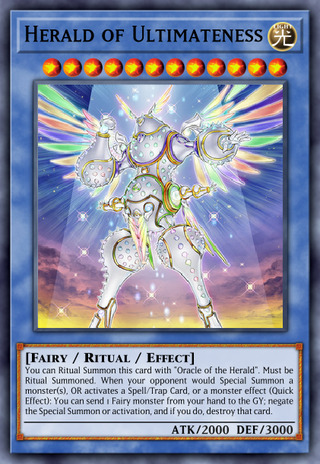 HERALD OF ULTIMATENESS
LIGHT
光
[FAIRY / RITUAL / EFFECT]
You can Ritual Summon this card with "Oracle of the Herald". Must be
Ritual Summoned. When your opponent would Special Summon a
monster(s), OR activates a Spell/Trap Card, or a monster effect (Quick
Effect): You can send 1 Fairy monster from your hand to the GY; negate
the Special Summon or activation, and if you do, destroy that card.
ATK/2000 DEF/3000